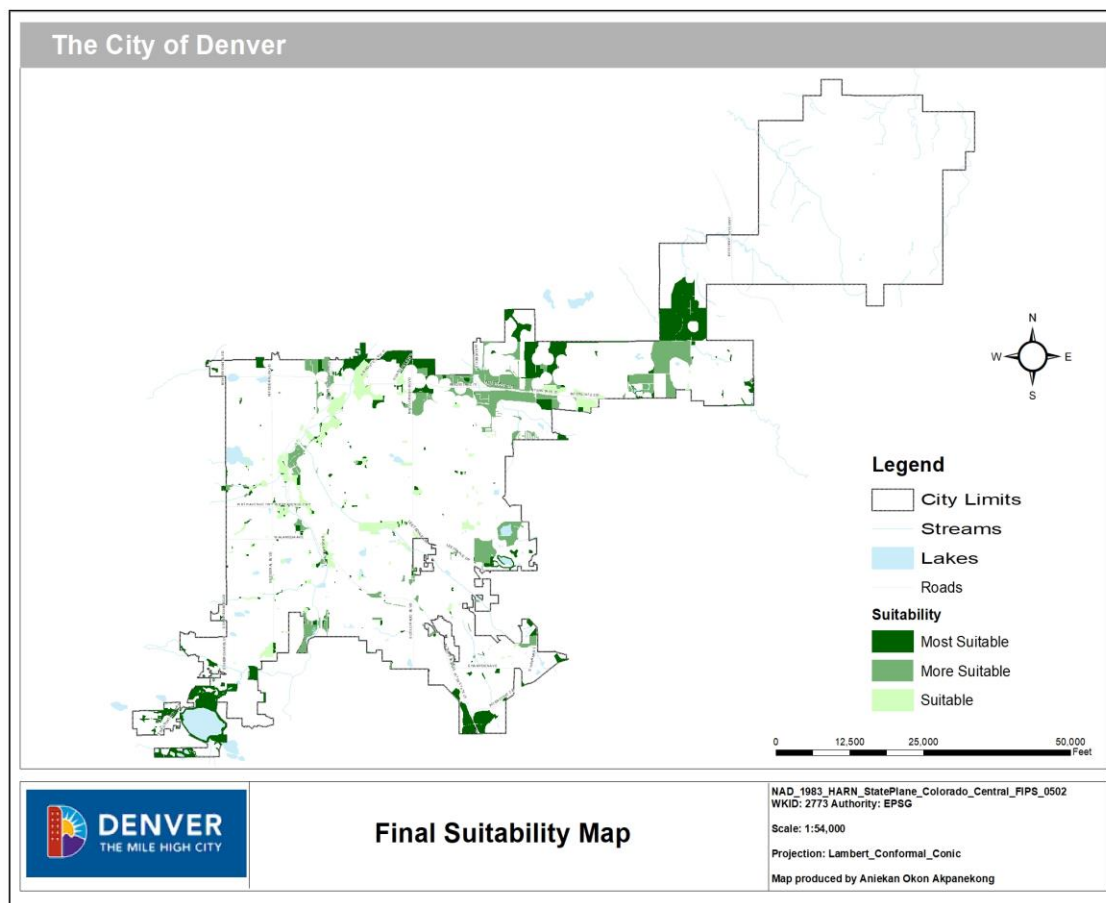 The City of Denver
N
W
E
S
Legend
City Limits
Streams
Lakes
Roads
Suitability
Most Suitable
More Suitable
Suitable
0
12,500
25,000
50,000
Feet
DENVER
THE MILE HIGH CITY
Final Suitability Map
NAD_1983_HARN_StatePlane_Colorado_Central_FIPS_0502
WKID: 2773 Authority: EPSG
Scale: 1:54,000
Projection: Lambert_Conformal_Conic
Map produced by Aniekan Okon Akpanekong